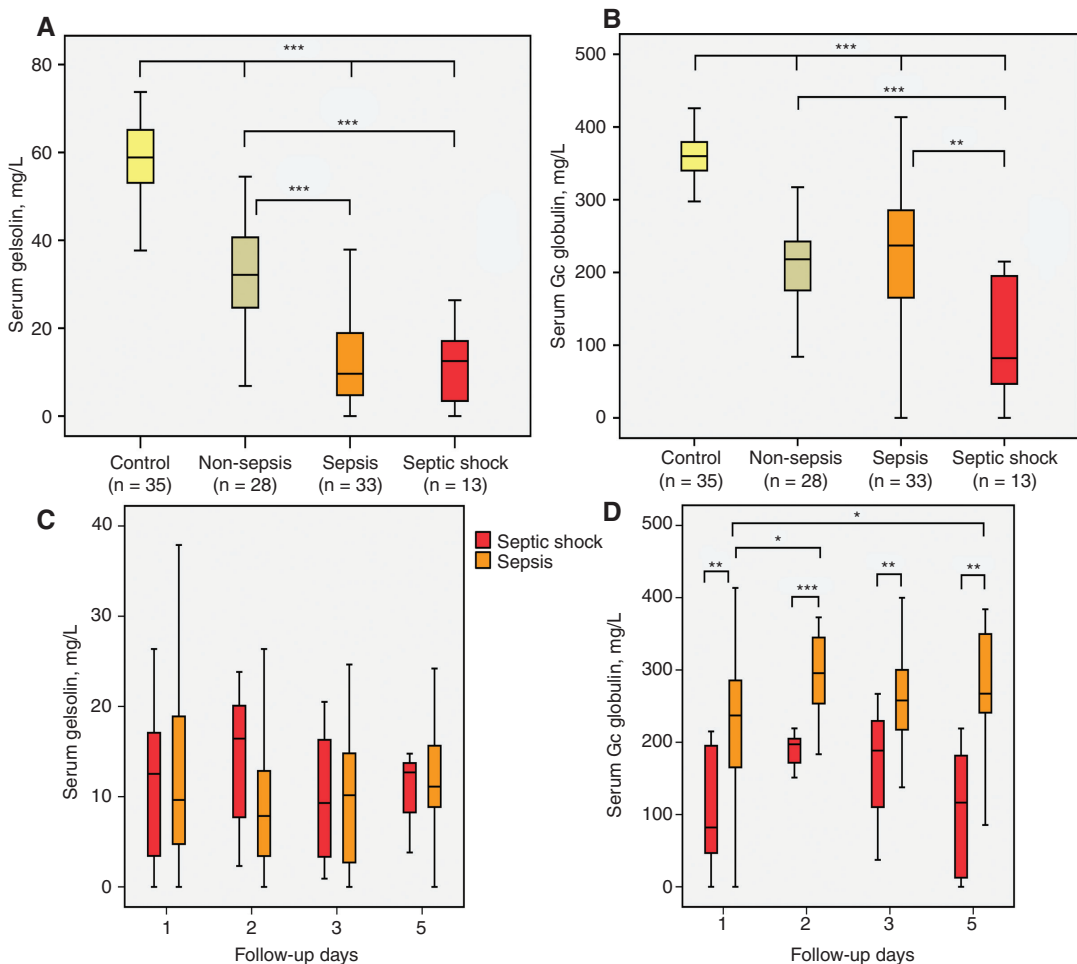 A
Serum gelsolin, mg/L
80
60
40
20
0
***
***
***
Control
(n = 35)
Non-sepsis
(n = 28)
Sepsis
(n = 33)
Septic shock
(n = 13)
B
Serum Gc globulin, mg/L
500
400
300
200
100
0
***
***
**
Control
(n = 35)
Non-sepsis
(n = 28)
Sepsis
(n = 33)
Septic shock
(n = 13)
C
Serum gelsolin, mg/L
40
30
20
10
0
1
2
3
5
Follow-up days
Septic shock
Sepsis
D
Serum Gc globulin, mg/L
500
400
300
200
100
0
*
*
**
***
**
**
1
2
3
5
Follow-up days